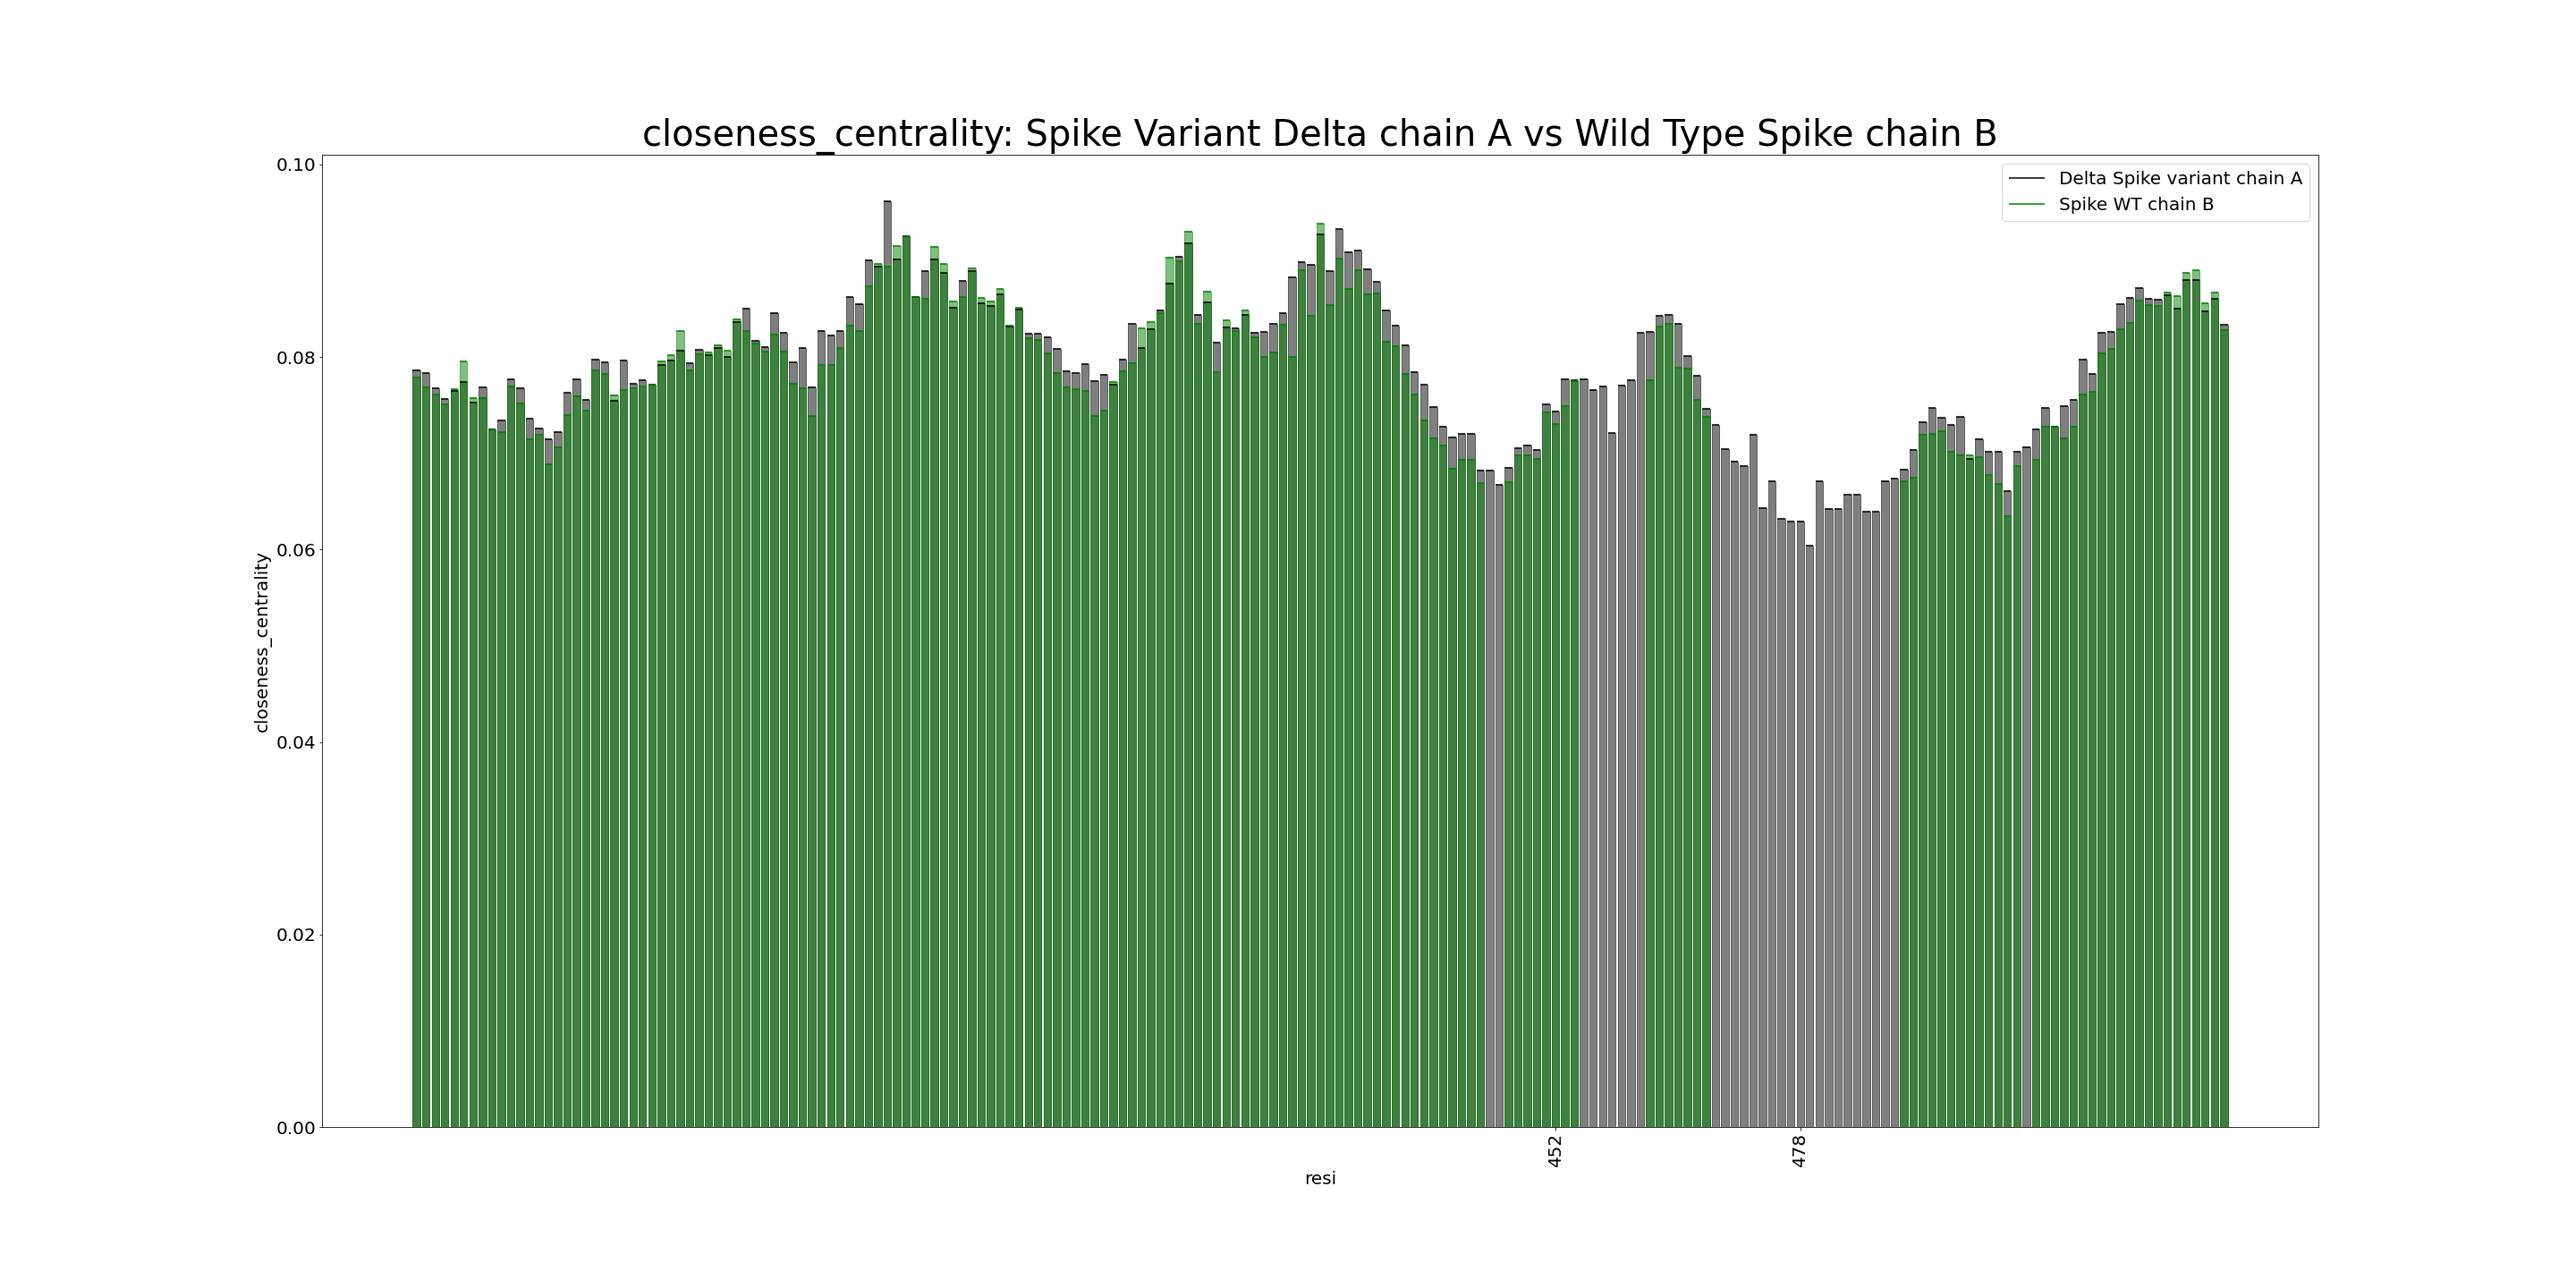 closeness_centrality: Spike Variant Delta chain A vs Wild Type Spike chain B
Delta Spike variant chain A
Spike WT chain B
0.10
0.08
0.06
0.04
0.02
0.00
closeness_centrality
452
478
resi